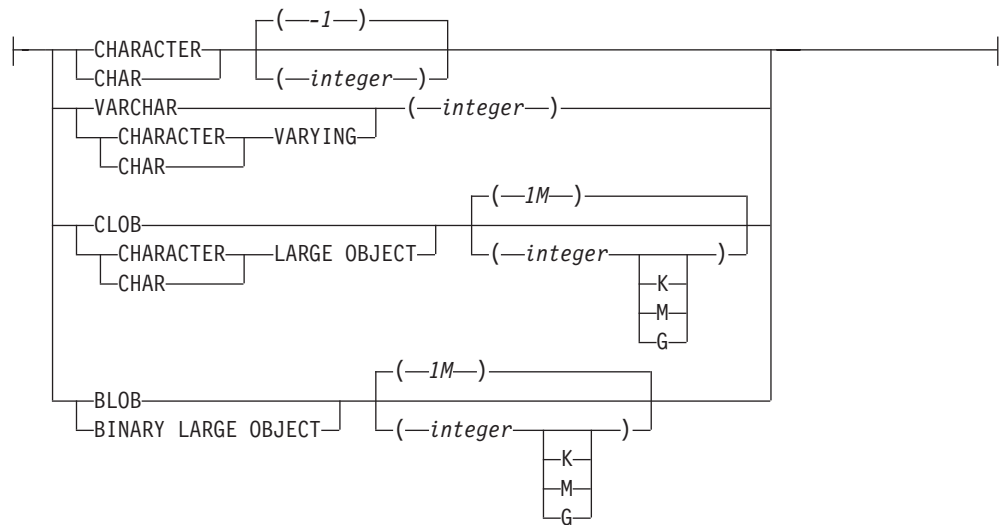 ( -1 )
CHARACTER
CHAR ( integer )
VARCHAR ( integer )
CHARACTER VARYING
CHAR
( 1M )
CLOB
CHARACTER LARGE OBJECT ( integer )
CHAR K
M
G
( 1M )
BLOB
BINARY LARGE OBJECT ( integer )
K
M
G